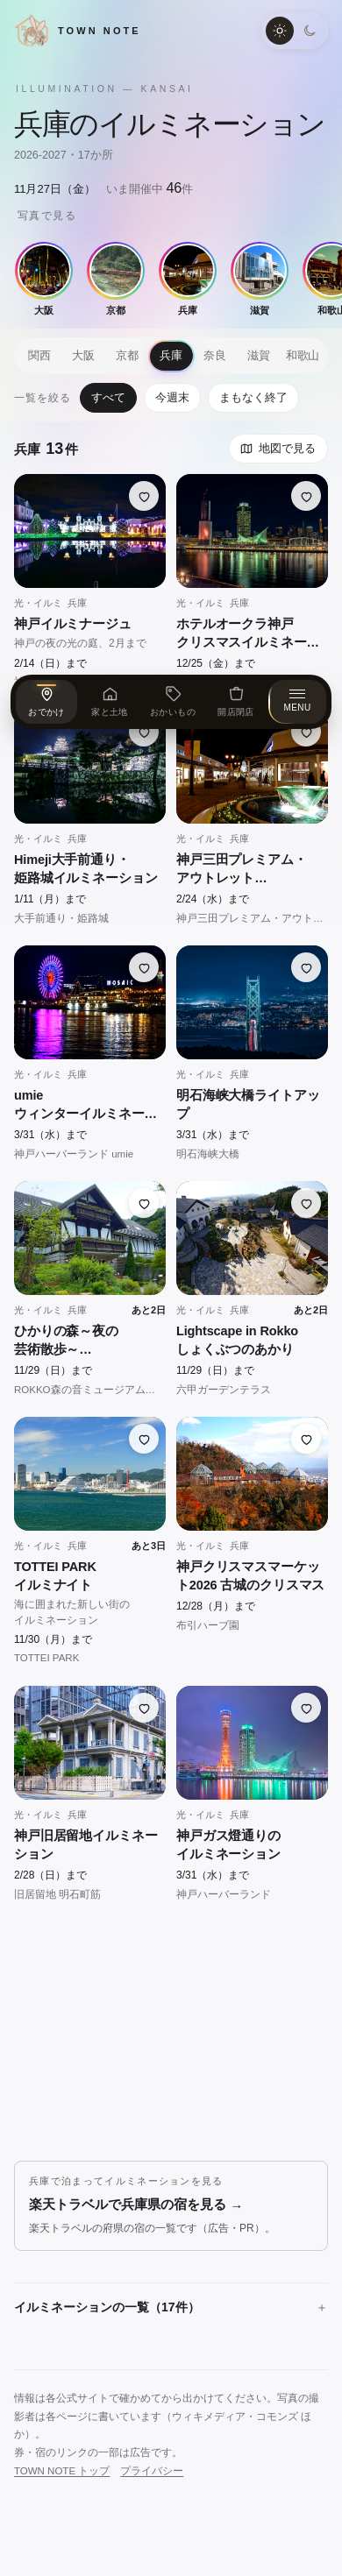 TOWN NOTE
ILLUMINATION — KANSAI
兵庫のイルミネーション
2026-2027・17か所
11月27日（金） いま開催中 46件
写真で見る
大阪 京都 兵庫 滋賀 和歌山
関西 大阪 京都 兵庫 奈良 滋賀 和歌山
一覧を絞る すべて 今週末 まもなく終了
兵庫 13件 地図で見る
光・イルミ 兵庫
神戸イルミナージュ
神戸の夜の光の庭、2月まで
2/14（日）まで
光・イルミ 兵庫
ホテルオークラ神戸
クリスマスイルミネー…
12/25（金）まで
おでかけ 家と土地 おかいもの 開店閉店 MENU
光・イルミ 兵庫
Himeji大手前通り・
姫路城イルミネーション
1/11（月）まで
大手前通り・姫路城
光・イルミ 兵庫
神戸三田プレミアム・
アウトレット…
2/24（水）まで
神戸三田プレミアム・アウト…
MOSAIC
光・イルミ 兵庫
umie
ウィンターイルミネー…
3/31（水）まで
神戸ハーバーランド umie
光・イルミ 兵庫
明石海峡大橋ライトアッ
プ
3/31（水）まで
明石海峡大橋
光・イルミ 兵庫 あと2日
ひかりの森～夜の
芸術散歩～…
11/29（日）まで
ROKKO森の音ミュージアム…
光・イルミ 兵庫 あと2日
Lightscape in Rokko
しょくぶつのあかり
11/29（日）まで
六甲ガーデンテラス
光・イルミ 兵庫 あと3日
TOTTEI PARK
イルミナイト
海に囲まれた新しい街の
イルミネーション
11/30（月）まで
TOTTEI PARK
光・イルミ 兵庫
神戸クリスマスマーケッ
ト2026 古城のクリスマス
12/28（月）まで
布引ハーブ園
光・イルミ 兵庫
神戸旧居留地イルミネー
ション
2/28（日）まで
旧居留地 明石町筋
光・イルミ 兵庫
神戸ガス燈通りの
イルミネーション
3/31（水）まで
神戸ハーバーランド
兵庫で泊まってイルミネーションを見る
楽天トラベルで兵庫県の宿を見る →
楽天トラベルの府県の宿の一覧です（広告・PR）。
イルミネーションの一覧（17件） +
情報は各公式サイトで確かめてから出かけてください。写真の撮
影者は各ページに書いています（ウィキメディア・コモンズ ほ
か）。
券・宿のリンクの一部は広告です。
TOWN NOTE トップ プライバシー